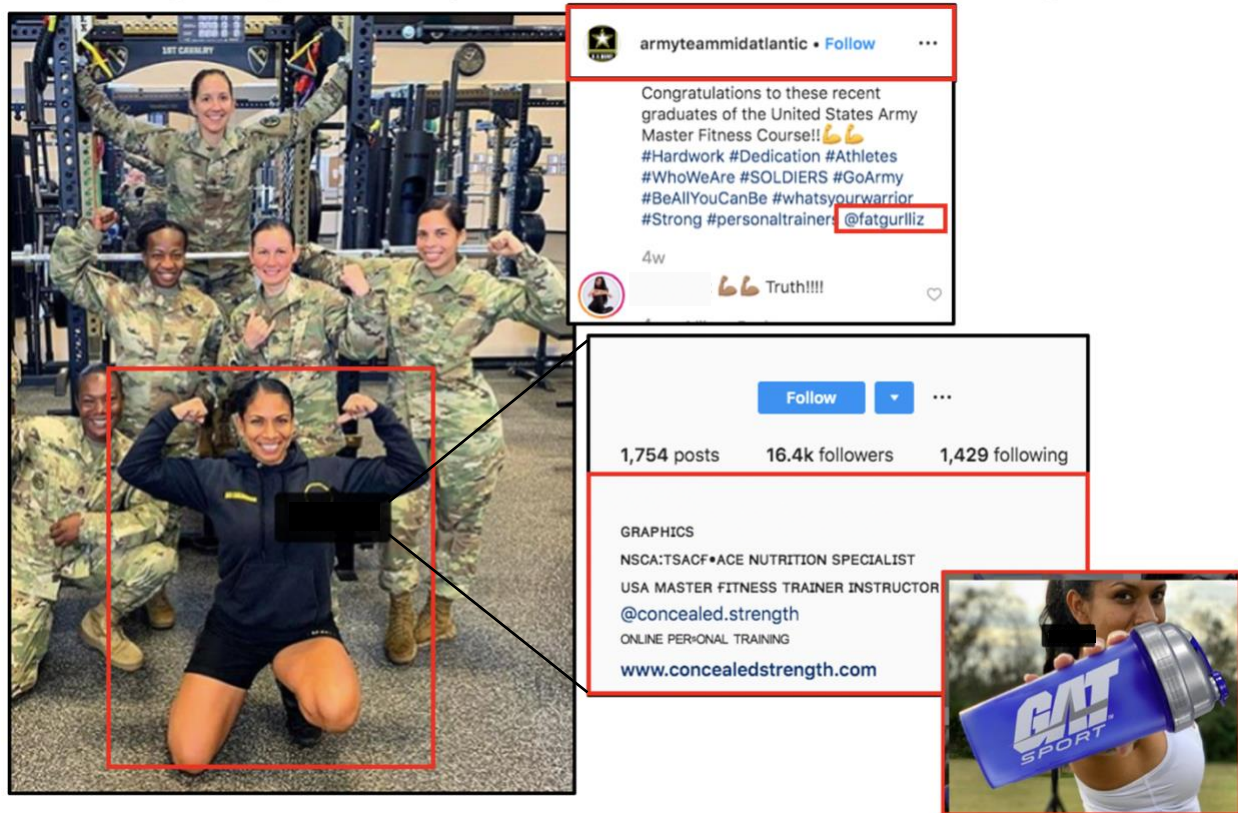 1ST CAVALRY
armyteammidatlantic • Follow ...
Congratulations to these recent
graduates of the United States Army
Master Fitness Course!!💪💪
#Hardwork #Dedication #Athletes
#WhoWeAre #SOLDIERS #GoArmy
#BeAllYouCanBe #whatsyourwarrior
#Strong #personaltrainers @fatgurlliz
4w
💪🏽💪🏽 Truth!!!!
Follow ...
1,754 posts 16.4k followers 1,429 following
GRAPHICS
NSCA:TSACF•ACE NUTRITION SPECIALIST
USA MASTER FITNESS TRAINER INSTRUCTOR
@concealed.strength
ONLINE PERSONAL TRAINING
www.concealedstrength.com
GAT
SPORT